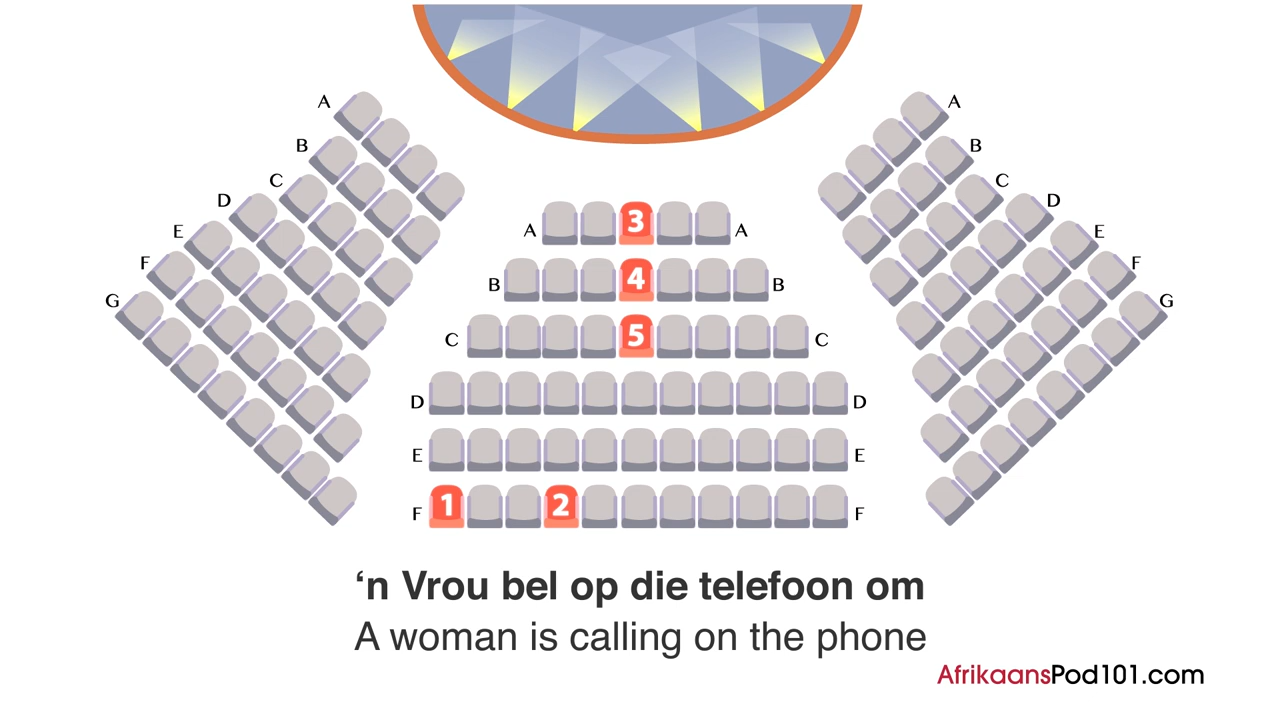 A
B
C
D
E
F
G
A
B
C
D
E
F
G
A 3 A
B 4 B
C 5 C
D D
E E
F 1 2 F
‘n Vrou bel op die telefoon om
A woman is calling on the phone
AfrikaansPod101.com